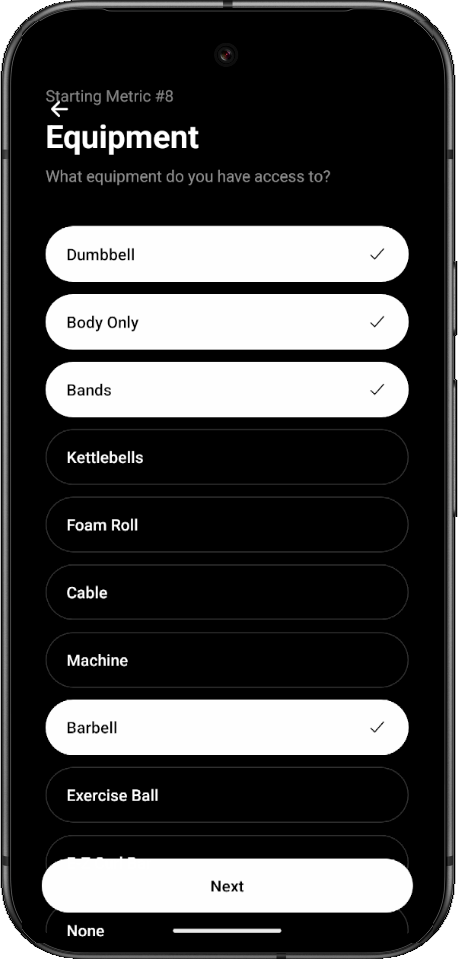 Starting Metric #8
Equipment
What equipment do you have access to?
Dumbbell
Body Only
Bands
Kettlebells
Foam Roll
Cable
Machine
Barbell
Exercise Ball
Next
None